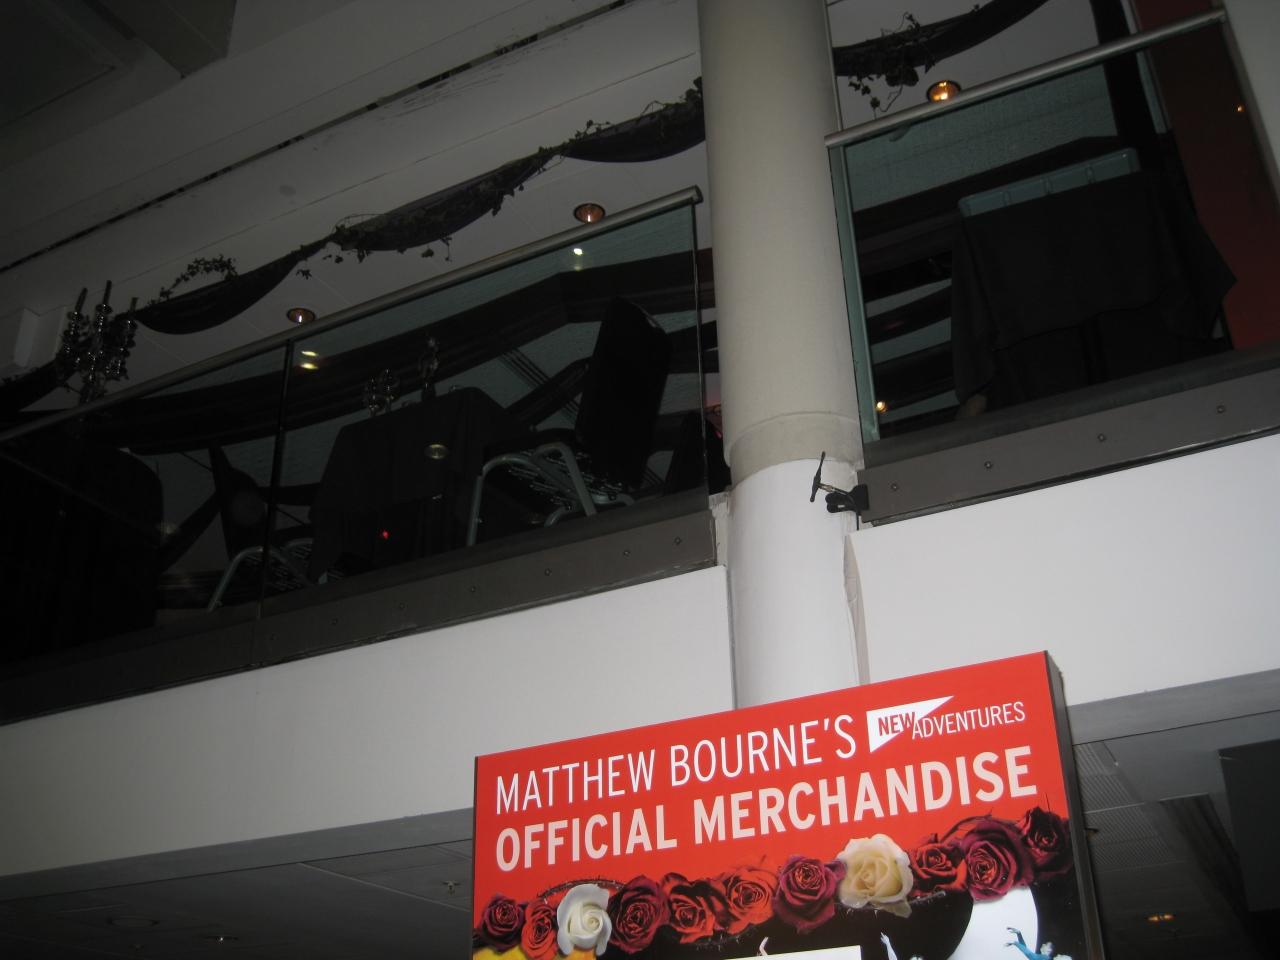 MATTHEW BOURNE'S NEW ADVENTURES
OFFICIAL MERCHANDISE